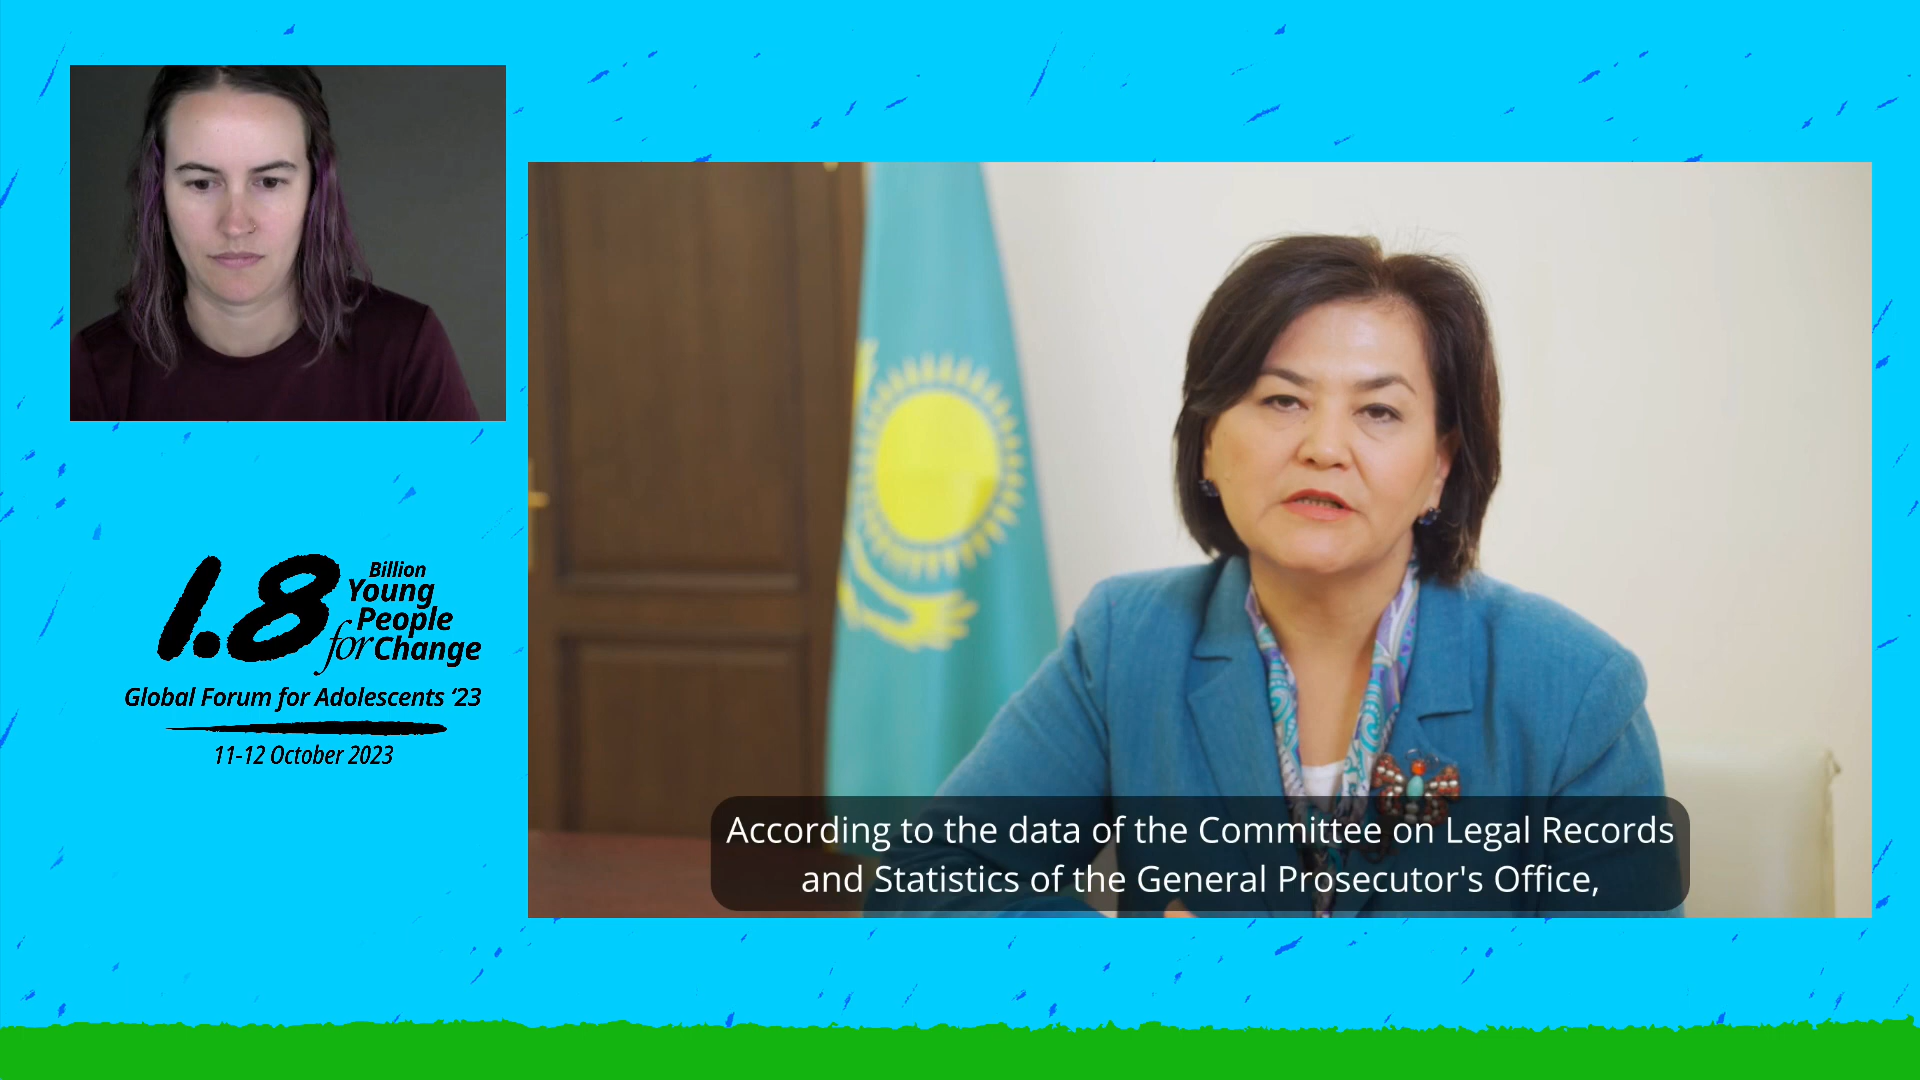 1.8 Billion
Young
People
for Change
Global Forum for Adolescents ‘23
11-12 October 2023
According to the data of the Committee on Legal Records
and Statistics of the General Prosecutor's Office,